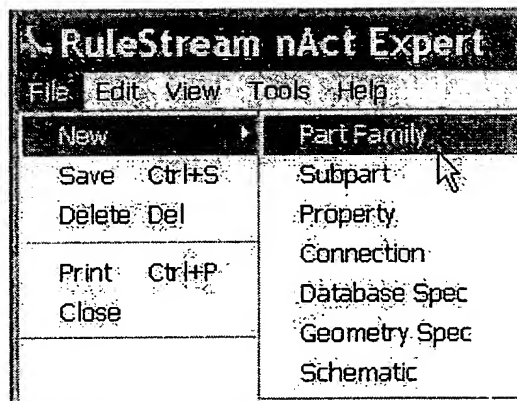 RuleStream nAct Expert
File Edit View Tools Help
New
Save Ctrl+S
Delete Del
Print Ctrl+P
Close
Part Family
Subpart
Property
Connection
Database Spec
Geometry Spec
Schematic